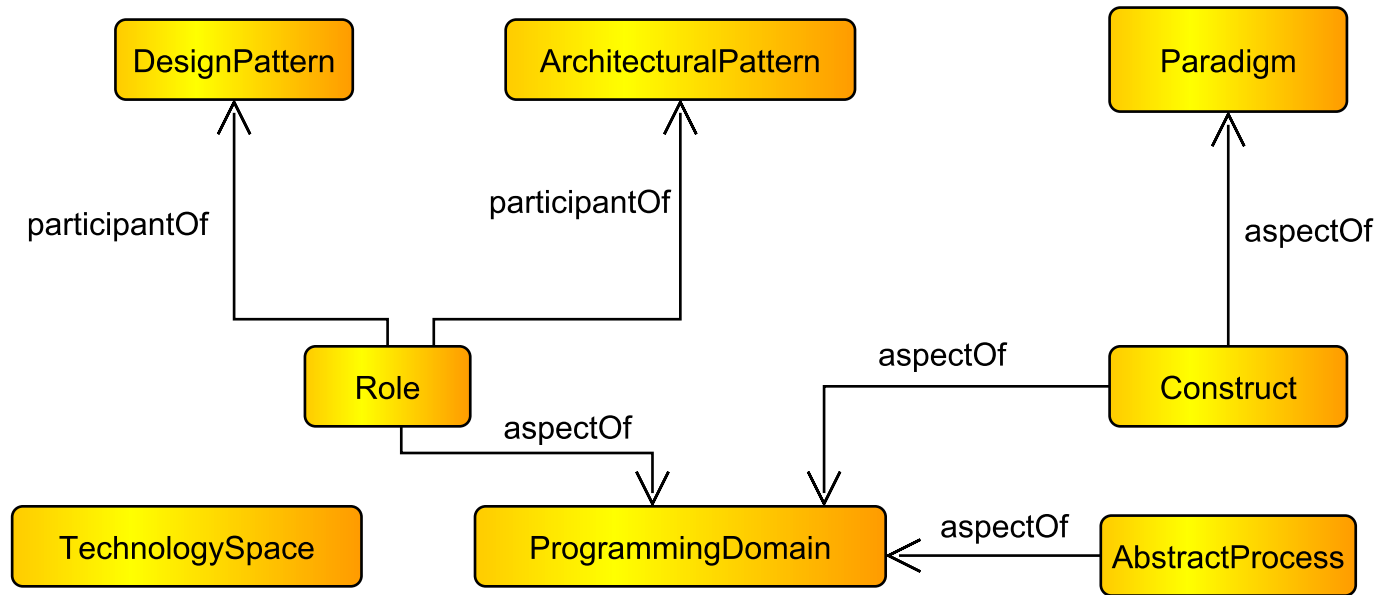 DesignPattern
ArchitecturalPattern
Paradigm
participantOf
participantOf
aspectOf
aspectOf
Role
Construct
aspectOf
aspectOf
TechnologySpace
ProgrammingDomain
AbstractProcess